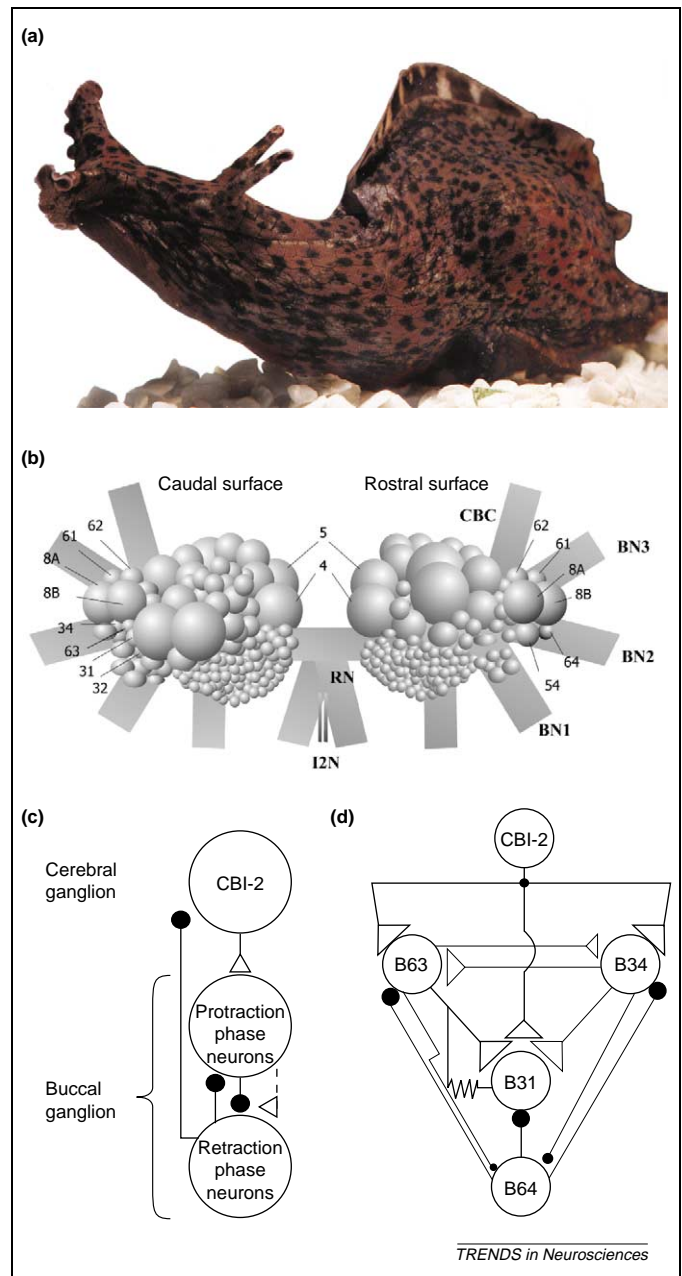 (a)
(b)
Caudal surface
Rostral surface
CBC
61
62
8A
8B
34
63
31
32
5
4
62
61
BN3
8A
8B
64
BN2
54
RN
BN1
I2N
(c)
(d)
Cerebral
ganglion
CBI-2
Protraction
phase
neurons
Buccal
ganglion
Retraction
phase
neurons
CBI-2
B63
B34
B31
B64
TRENDS in Neurosciences